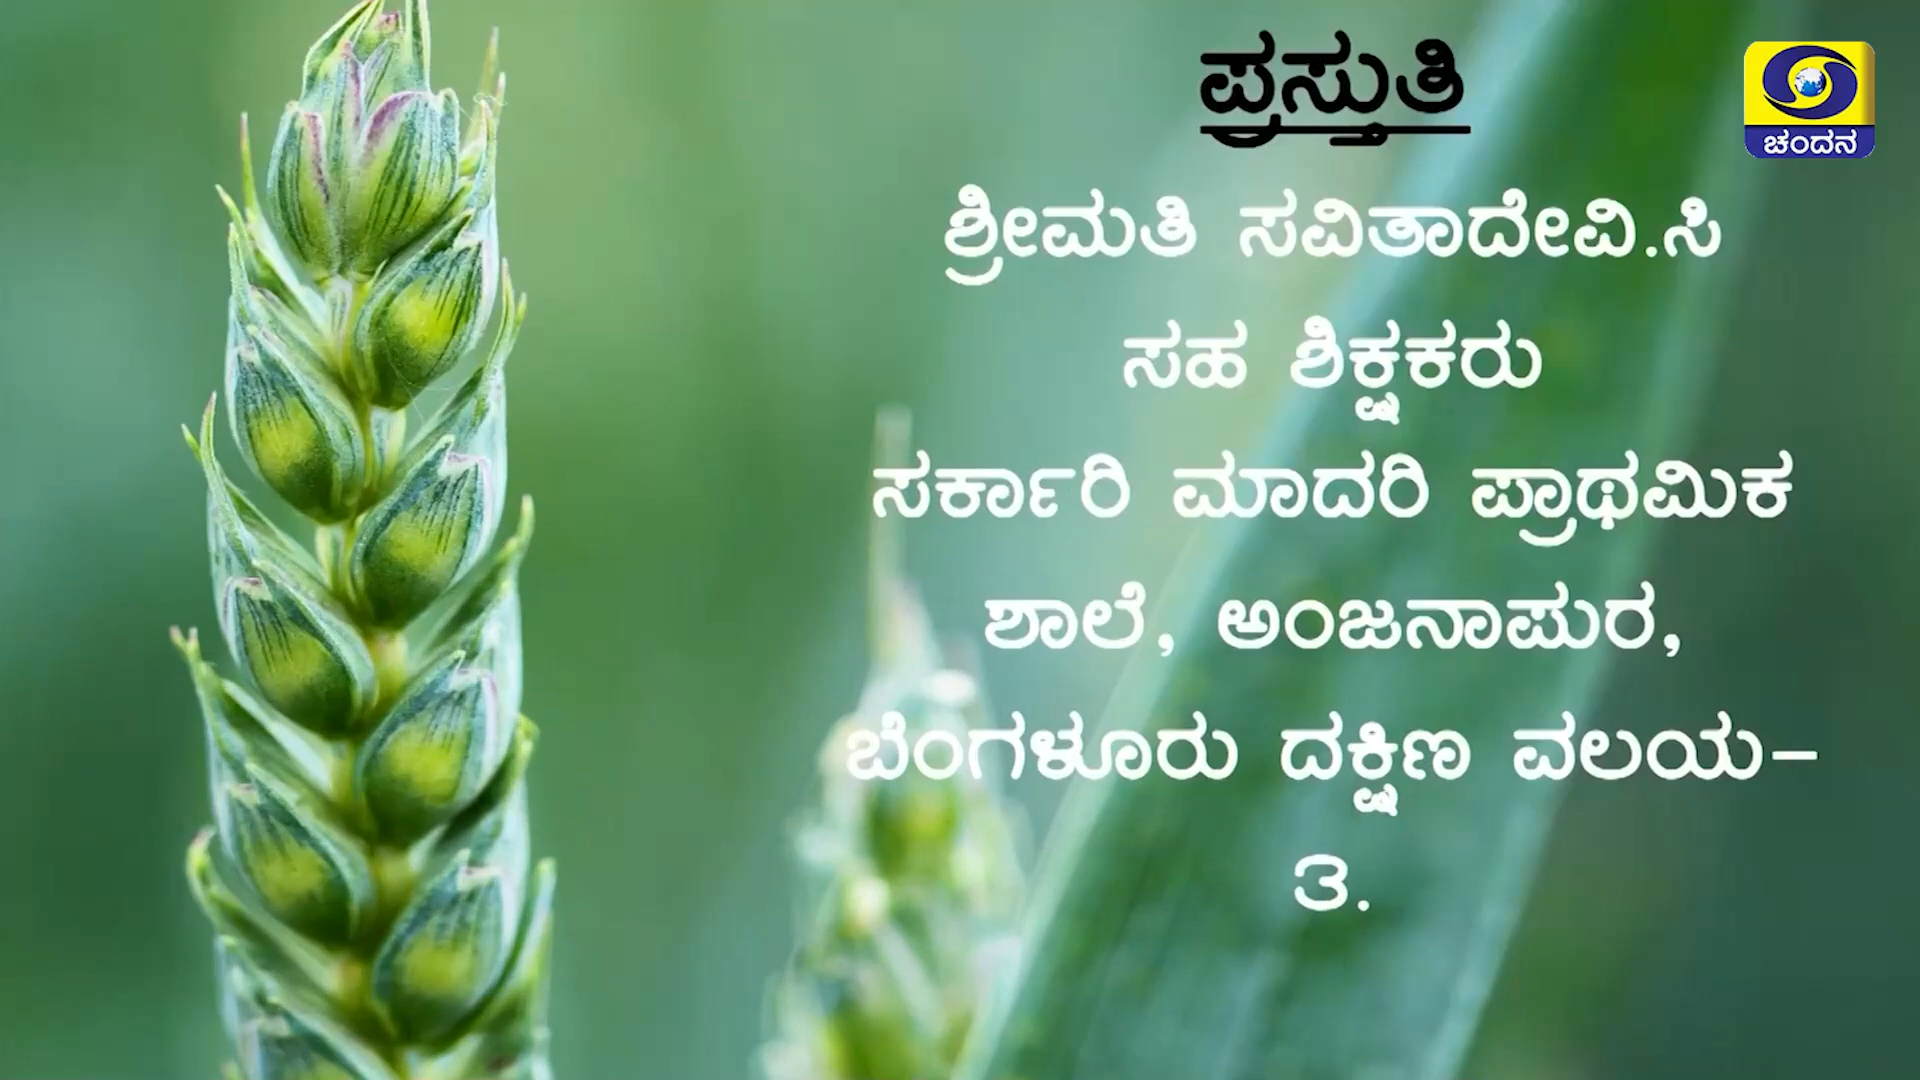 ಪ್ರಸ್ತುತಿ
ಚಂದನ
ಶ್ರೀಮತಿ ಸವಿತಾದೇವಿ.ಸಿ
ಸಹ ಶಿಕ್ಷಕರು
ಸರ್ಕಾರಿ ಮಾದರಿ ಪ್ರಾಥಮಿಕ
ಶಾಲೆ, ಅಂಜನಾಪುರ,
ಬೆಂಗಳೂರು ದಕ್ಷಿಣ ವಲಯ-
೩.